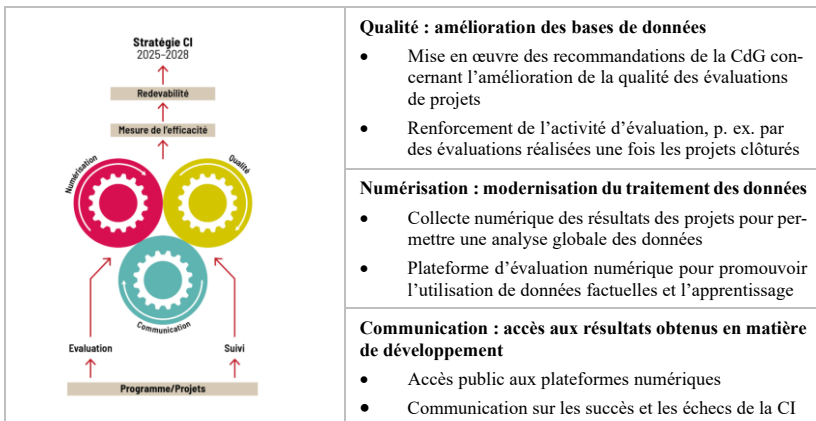 Stratégie CI
2025–2028
Redevabilité
Mesure de l'efficacité
Numérisation
Qualité
Communication
Evaluation
Suivi
Programme/Projets
Qualité : amélioration des bases de données
• Mise en œuvre des recommandations de la CdG con-
cernant l'amélioration de la qualité des évaluations
de projets
• Renforcement de l'activité d'évaluation, p. ex. par
des évaluations réalisées une fois les projets clôturés
Numérisation : modernisation du traitement des données
• Collecte numérique des résultats des projets pour per-
mettre une analyse globale des données
• Plateforme d'évaluation numérique pour promouvoir
l'utilisation de données factuelles et l'apprentissage
Communication : accès aux résultats obtenus en matière
de développement
• Accès public aux plateformes numériques
• Communication sur les succès et les échecs de la CI